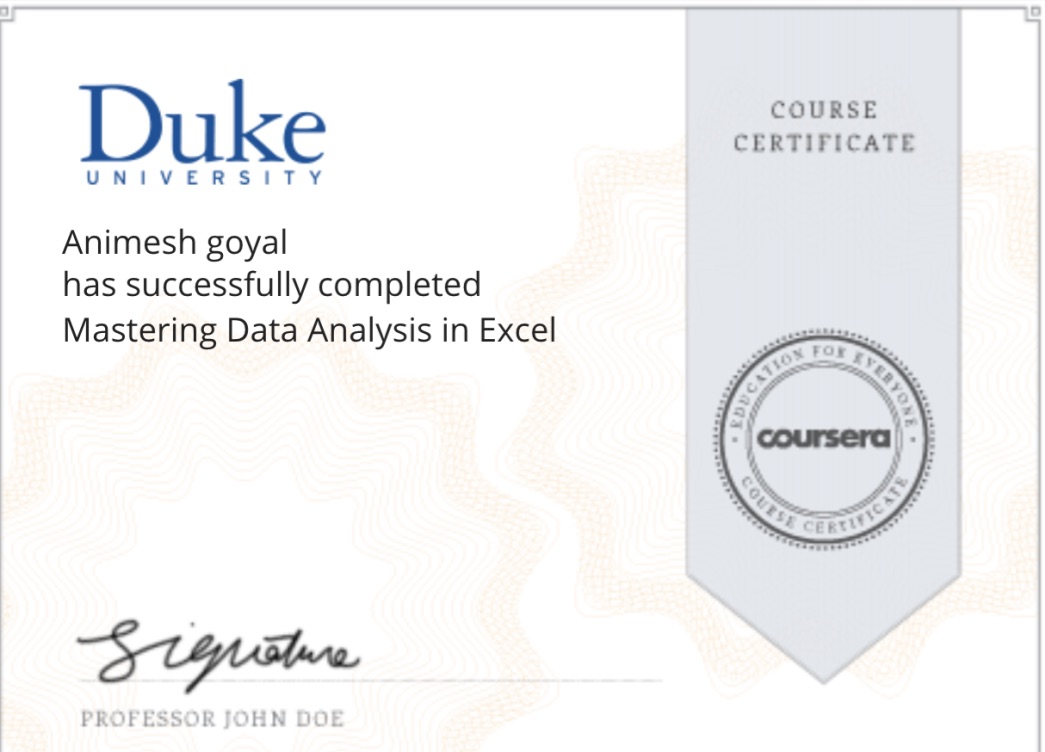 Duke
UNIVERSITY
Animesh goyal
has successfully completed
Mastering Data Analysis in Excel
COURSE
CERTIFICATE
EDUCATION FOR EVERYONE
coursera
COURSE CERTIFICATE
Signature
PROFESSOR JOHN DOE